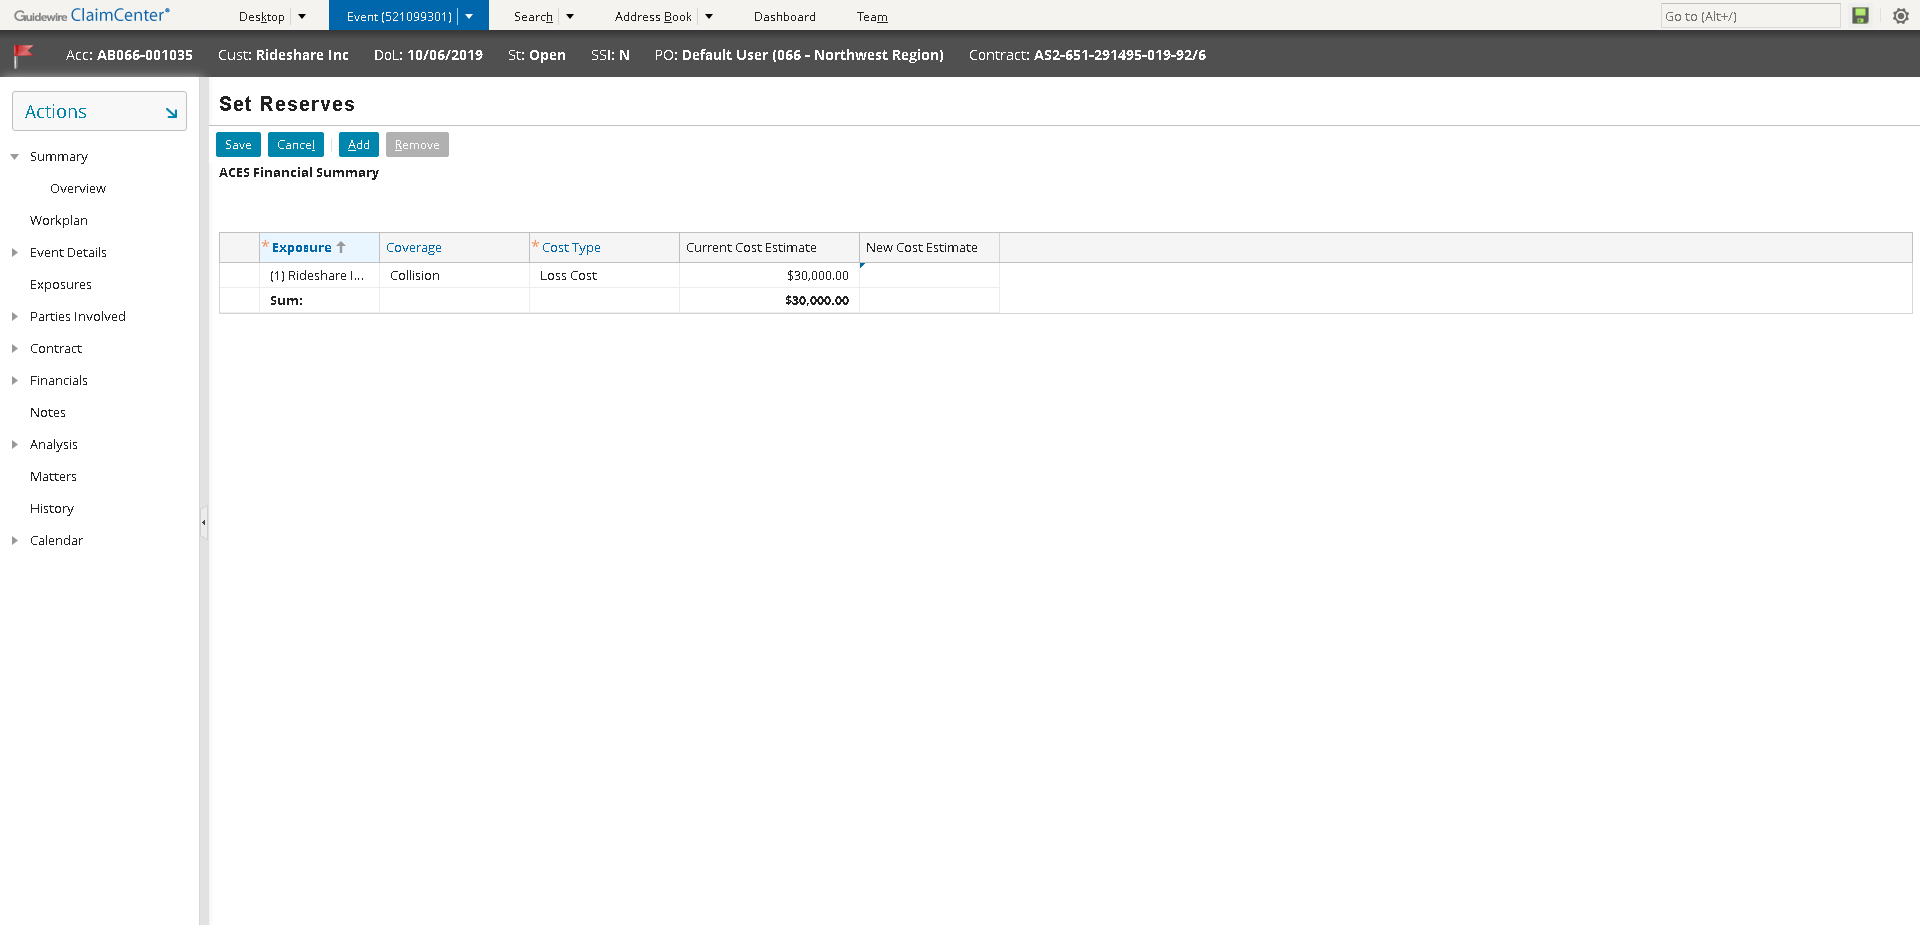 Guidewire ClaimCenter®
Desktop
Event (521099301)
Search
Address Book
Dashboard
Team
Go to (Alt+/)
Acc: AB066-001035 Cust: Rideshare Inc DoL: 10/06/2019 St: Open SSI: N PO: Default User (066 - Northwest Region) Contract: AS2-651-291495-019-92/6
Actions
Summary
Overview
Workplan
Event Details
Exposures
Parties Involved
Contract
Financials
Notes
Analysis
Matters
History
Calendar
Set Reserves
Save Cancel Add Remove
ACES Financial Summary
* Exposure Coverage * Cost Type Current Cost Estimate New Cost Estimate
(1) Rideshare I... Collision Loss Cost $30,000.00
Sum: $30,000.00